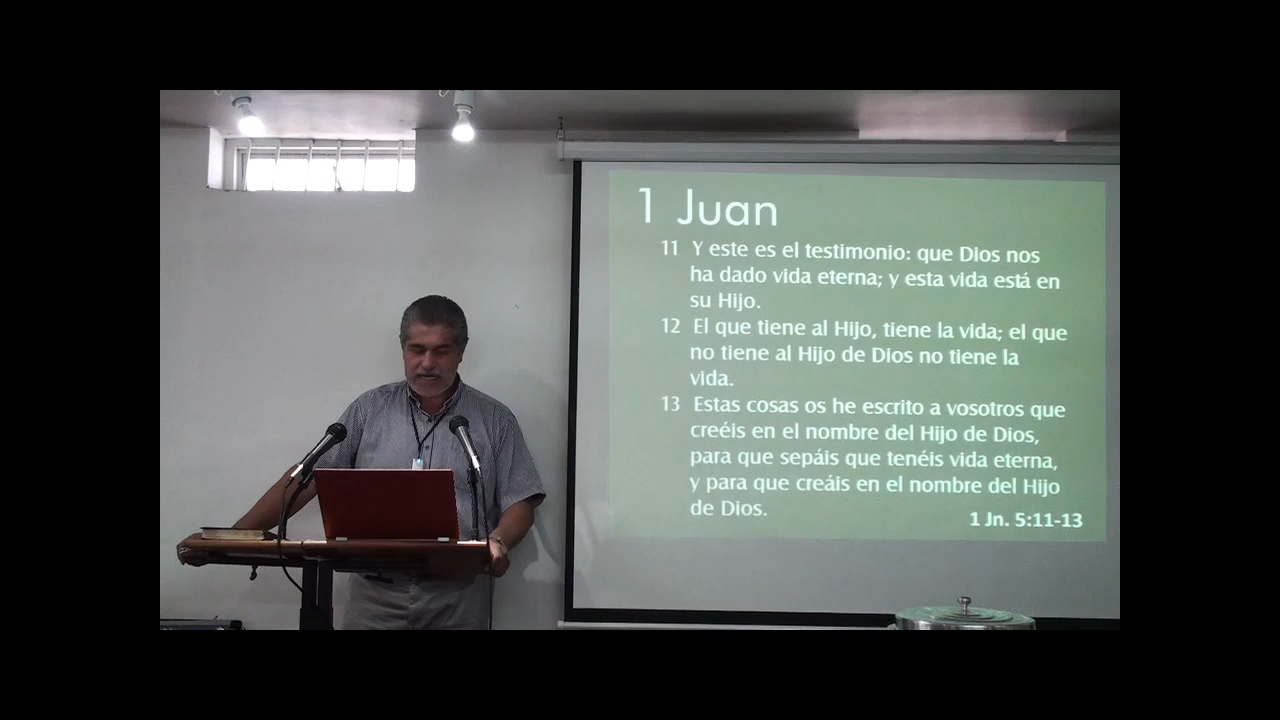 1 Juan
11 Y este es el testimonio: que Dios nos
ha dado vida eterna; y esta vida está en
su Hijo.
12 El que tiene al Hijo, tiene la vida; el que
no tiene al Hijo de Dios no tiene la
vida.
13 Estas cosas os he escrito a vosotros que
creéis en el nombre del Hijo de Dios,
para que sepáis que tenéis vida eterna,
y para que creáis en el nombre del Hijo
de Dios.
1 Jn. 5:11-13